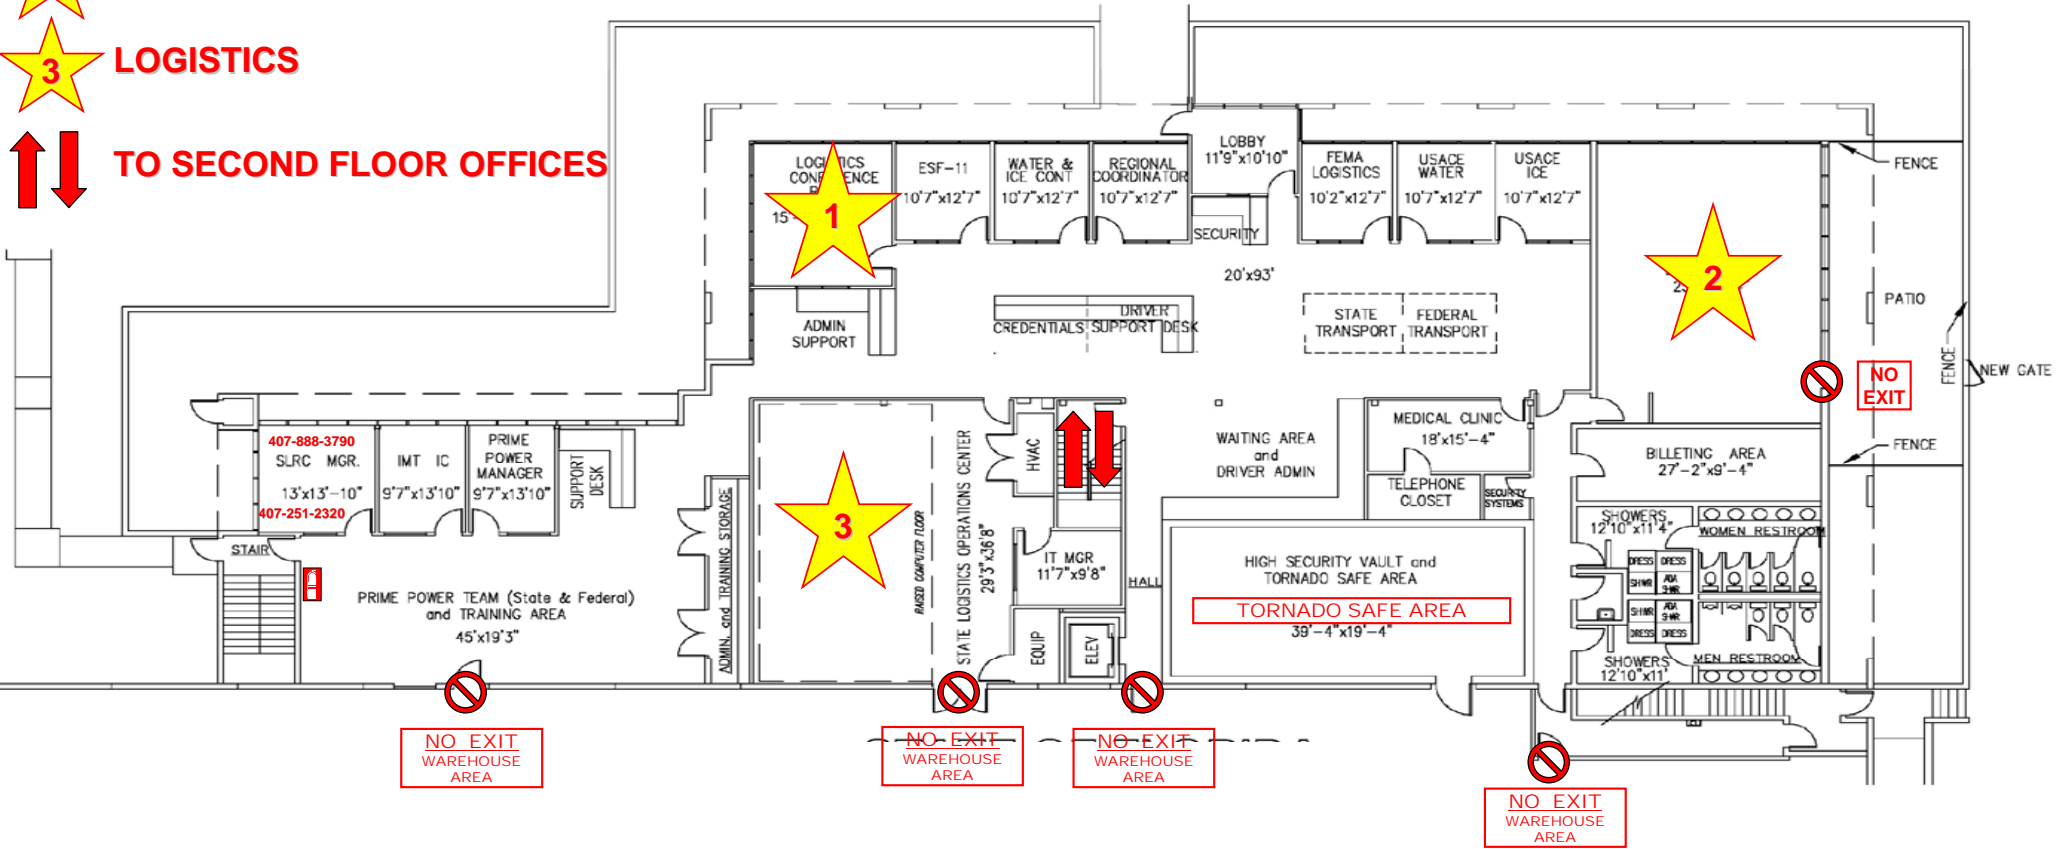 3 LOGISTICS
TO SECOND FLOOR OFFICES
LOBBY
11'9"x10'10"
1
15'
ESF-11
10'7"x12'7"
WATER &
ICE CONT
10'7"x12'7"
REGIONAL
COORDINATOR
10'7"x12'7"
SECURITY
FEMA
LOGISTICS
10'2"x12'7"
USACE
WATER
10'7"x12'7"
USACE
ICE
10'7"x12'7"
2
FENCE
PATIO
FENCE
NEW GATE
NO
EXIT
FENCE
20'x93'
ADMIN
SUPPORT
CREDENTIALS
DRIVER
SUPPORT DESK
STATE
TRANSPORT
FEDERAL
TRANSPORT
407-888-3790
SLRC MGR.
13'x13'-10"
407-251-2320
IMT IC
9'7"x13'10"
PRIME
POWER
MANAGER
9'7"x13'10"
SUPPORT
DESK
STAIR
PRIME POWER TEAM (State & Federal)
and TRAINING AREA
45'x19'3"
ADMIN. and TRAINING STORAGE
3
RAISED COMPUTER FLOOR
STATE LOGISTICS OPERATIONS CENTER
29'3"x36'8"
HVAC
IT MGR
11'7"x9'8"
EQUIP
ELEV
HALL
WAITING AREA
and
DRIVER ADMIN
MEDICAL CLINIC
18'x15'-4"
TELEPHONE
CLOSET
SECURITY
SYSTEMS
HIGH SECURITY VAULT and
TORNADO SAFE AREA
TORNADO SAFE AREA
39'-4"x19'-4"
BILLETING AREA
27'-2"x9'-4"
SHOWERS
12'10"x11'4"
WOMEN RESTROOM
DRESS DRESS
SHWR ADA
SHWR
SHWR ADA
SHWR
DRESS DRESS
SHOWERS
12'10"x11'
MEN RESTROOM
NO EXIT
WAREHOUSE
AREA
NO EXIT
WAREHOUSE
AREA
NO EXIT
WAREHOUSE
AREA
NO EXIT
WAREHOUSE
AREA